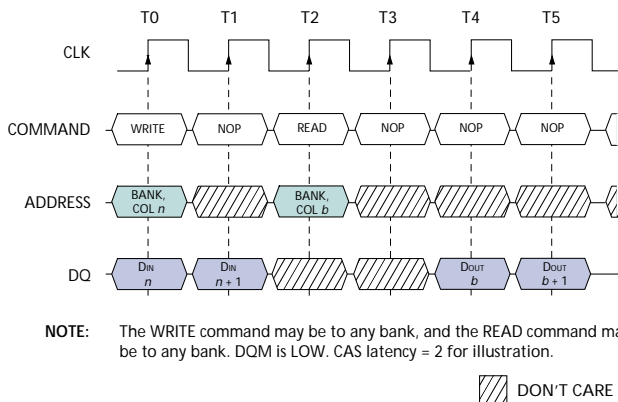 T0 T1 T2 T3 T4 T5
CLK
COMMAND WRITE NOP READ NOP NOP NOP
ADDRESS BANK, COL n BANK, COL b
DQ DIN n DIN n + 1 DOUT b DOUT b + 1
NOTE: The WRITE command may be to any bank, and the READ command ma
be to any bank. DQM is LOW. CAS latency = 2 for illustration.
DON'T CARE